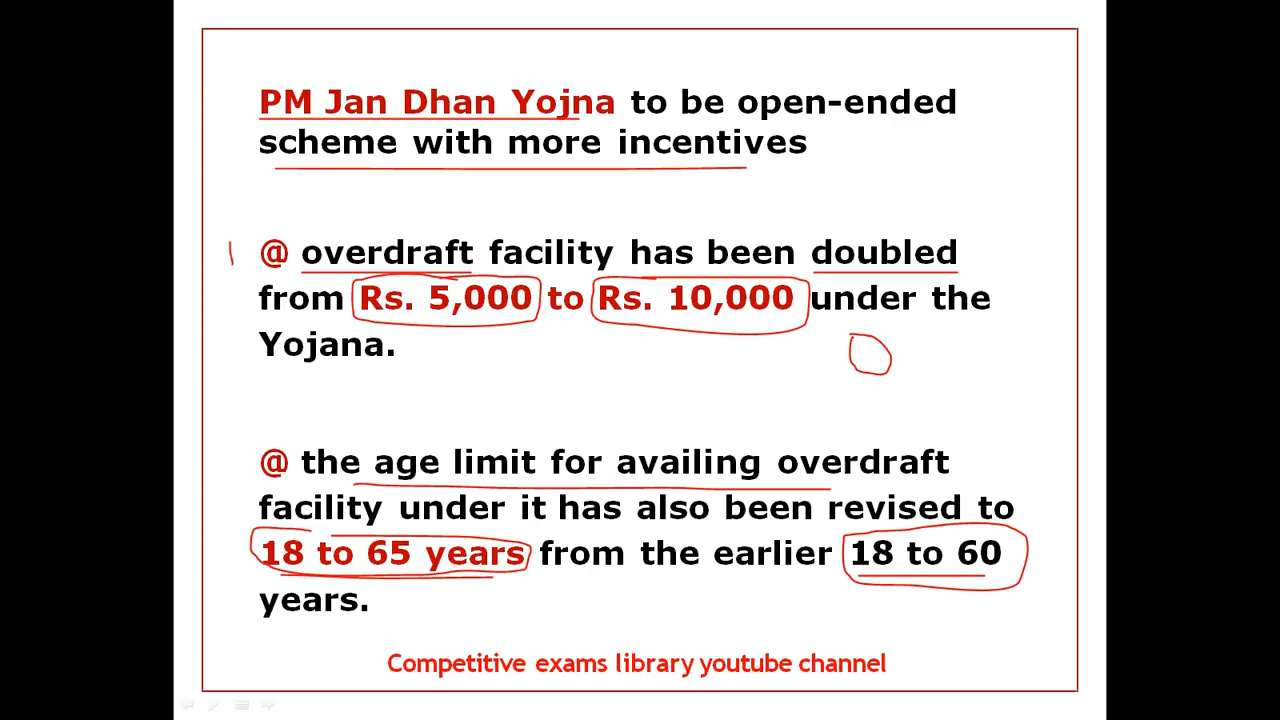 PM Jan Dhan Yojna to be open-ended
scheme with more incentives
@ overdraft facility has been doubled
from Rs. 5,000 to Rs. 10,000 under the
Yojana.
@ the age limit for availing overdraft
facility under it has also been revised to
18 to 65 years from the earlier 18 to 60
years.
Competitive exams library youtube channel